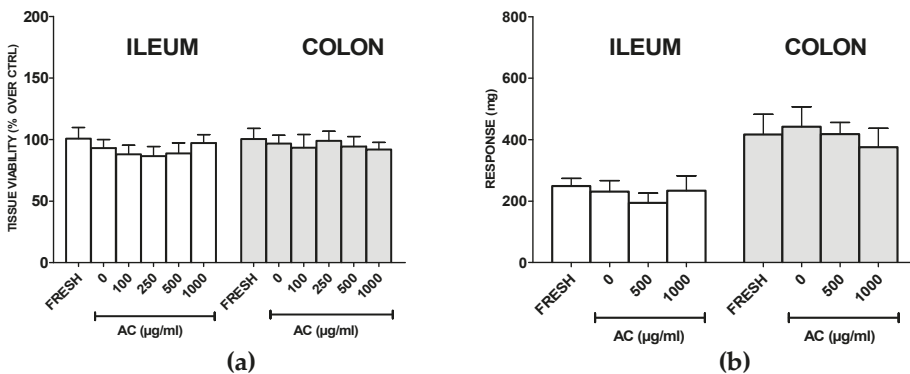 200
150
100
50
0
TISSUE VIABILITY (% OVER CTRL)
ILEUM
COLON
FRESH
0
100
250
500
1000
FRESH
0
100
250
500
1000
AC (µg/ml)
AC (µg/ml)
(a)
800
600
400
200
0
RESPONSE (mg)
ILEUM
COLON
FRESH
0
500
1000
FRESH
0
500
1000
AC (µg/ml)
AC (µg/ml)
(b)